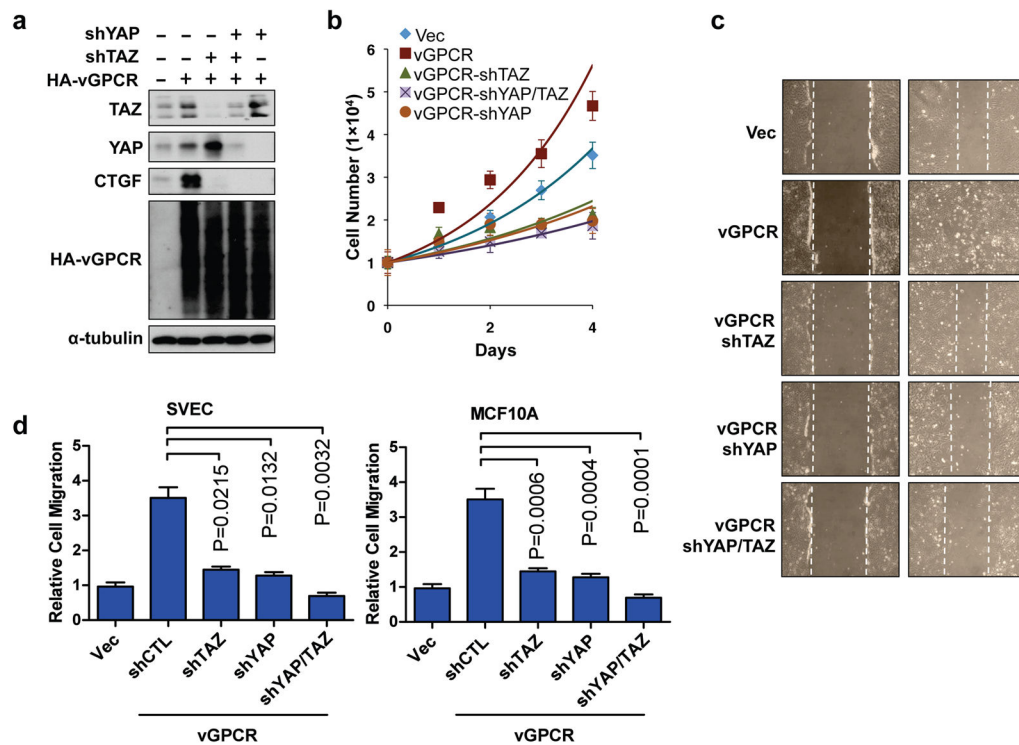 a
shYAP – – – + +
shTAZ – – + + –
HA-vGPCR – + + + +
TAZ
YAP
CTGF
HA-vGPCR
α-tubulin
b
Vec
vGPCR
vGPCR-shTAZ
vGPCR-shYAP/TAZ
vGPCR-shYAP
Cell Number (1×10⁴)
6
5
4
3
2
1
0
0 2 4
Days
c
Vec
vGPCR
vGPCR
shTAZ
vGPCR
shYAP
vGPCR
shYAP/TAZ
d
SVEC
Relative Cell Migration
5
4
3
2
1
0
P=0.0215
P=0.0132
P=0.0032
Vec
shCTL
shTAZ
shYAP
shYAP/TAZ
vGPCR
MCF10A
Relative Cell Migration
5
4
3
2
1
0
P=0.0006
P=0.0004
P=0.0001
Vec
shCTL
shTAZ
shYAP
shYAP/TAZ
vGPCR